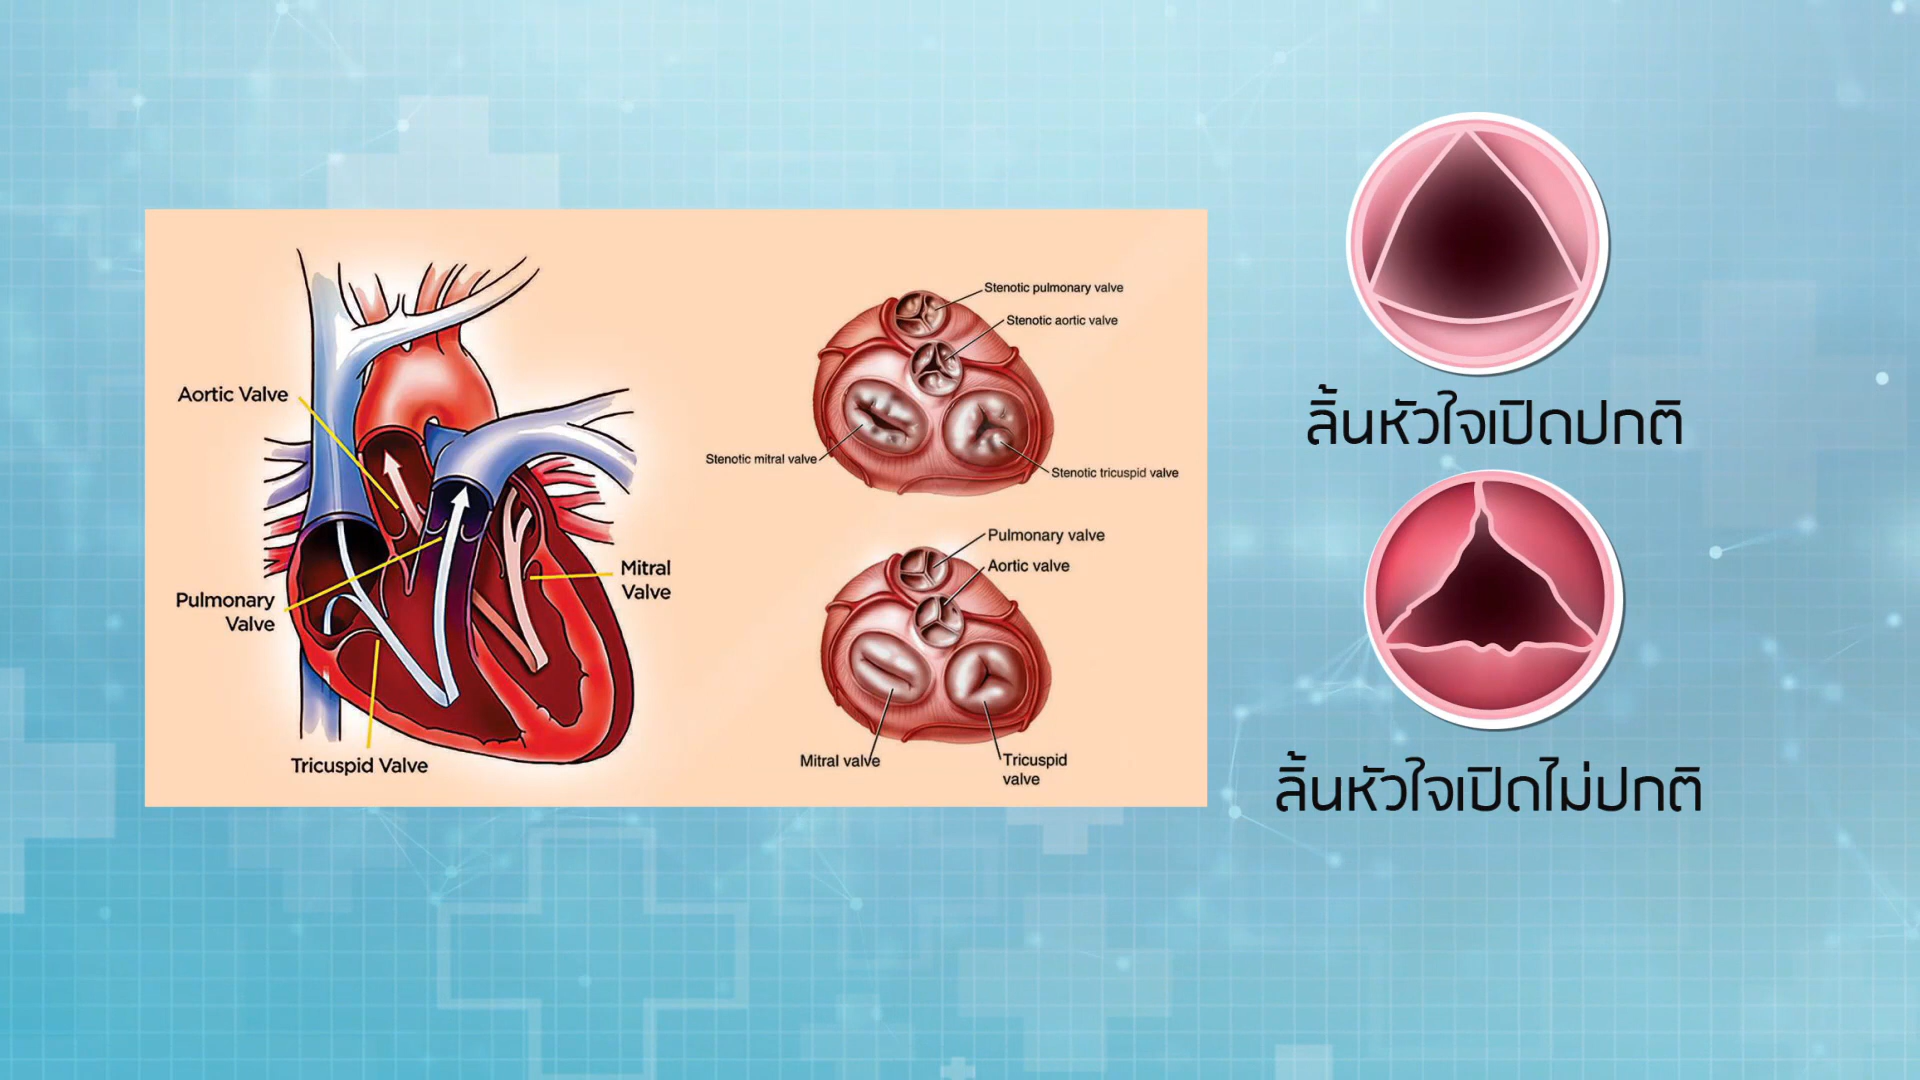 Aortic Valve
Pulmonary
Valve
Tricuspid Valve
Mitral
Valve
Stenotic pulmonary valve
Stenotic aortic valve
Stenotic mitral valve
Stenotic tricuspid valve
Pulmonary valve
Aortic valve
Mitral valve
Tricuspid
valve
ลิ้นหัวใจเปิดปกติ
ลิ้นหัวใจเปิดไม่ปกติ